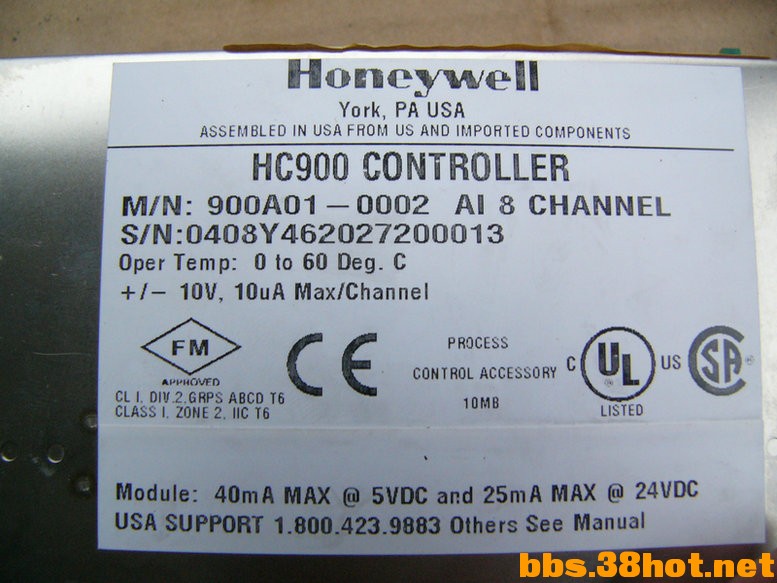 Honeywell
York, PA USA
ASSEMBLED IN USA FROM US AND IMPORTED COMPONENTS
HC900 CONTROLLER
M/N: 900A01-0002 AI 8 CHANNEL
S/N:0408Y462027200013
Oper Temp: 0 to 60 Deg. C
+/- 10V, 10uA Max/Channel
FM
APPROVED
CL I, DIV.2,GRPS ABCD T6
CLASS I, ZONE 2, IIC T6
CE
PROCESS
CONTROL ACCESSORY
10MB
C UL US
®
LISTED
SA
®
Module: 40mA MAX @ 5VDC and 25mA MAX @ 24VDC
USA SUPPORT 1.800.423.9883 Others See Manual
bbs.38hot.net